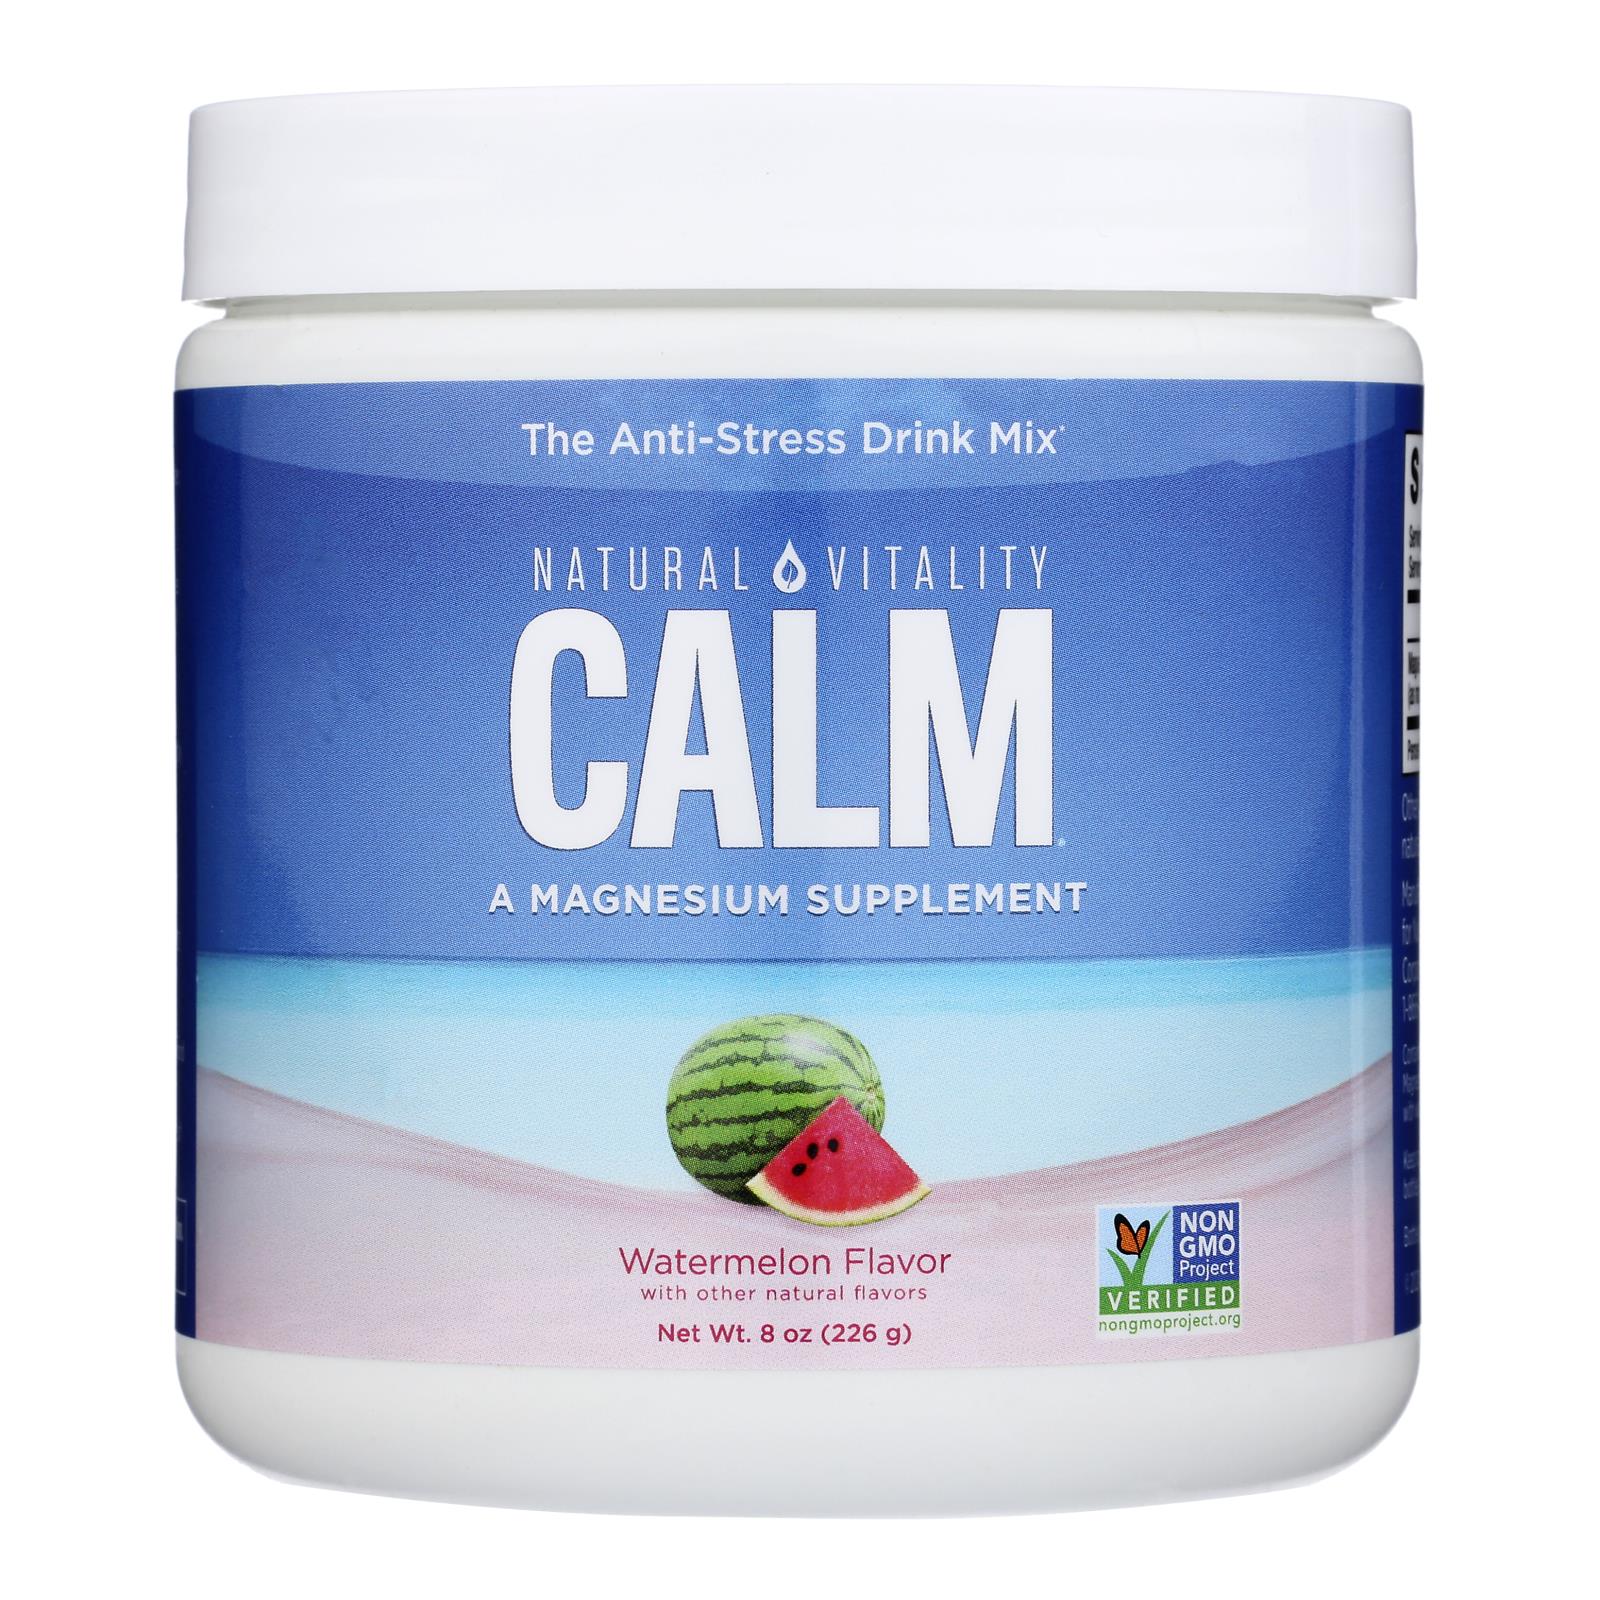 The Anti-Stress Drink Mix*
NATURAL VITALITY
CALM®
A MAGNESIUM SUPPLEMENT
Watermelon Flavor
with other natural flavors
Net Wt. 8 oz (226 g)
NON
GMO
Project
VERIFIED
nongmoproject.org